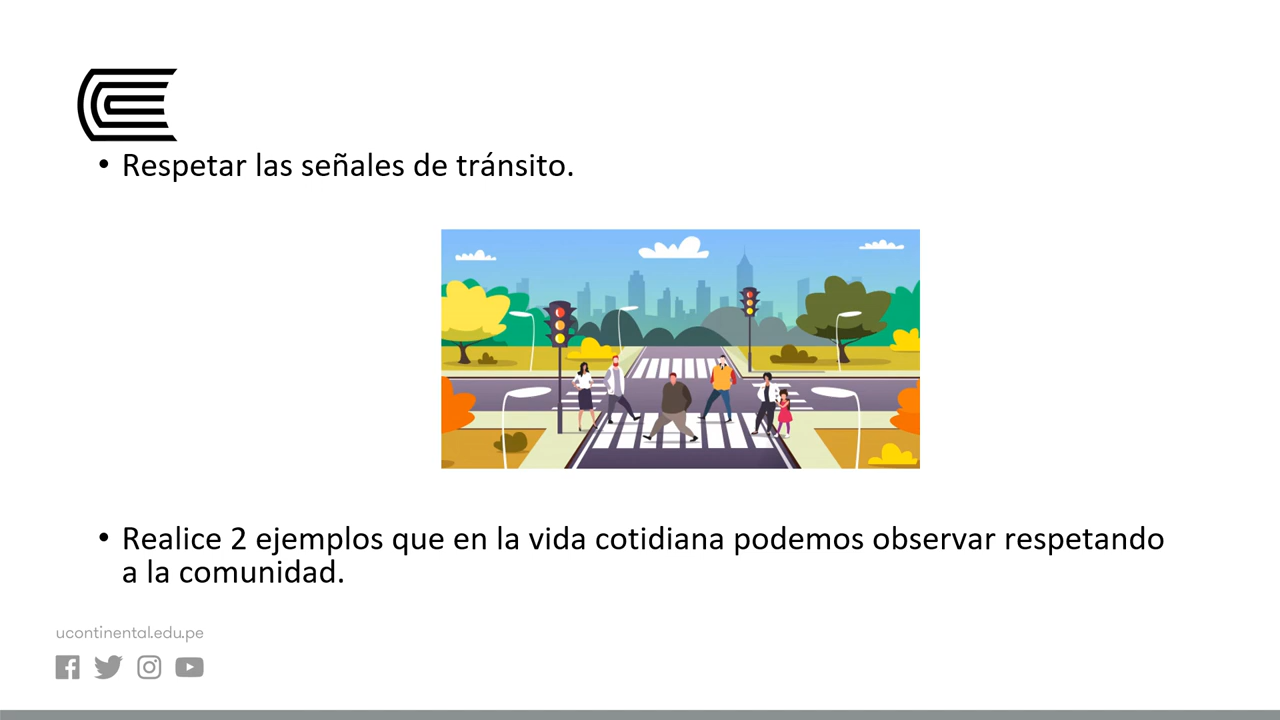 • Respetar las señales de tránsito.
• Realice 2 ejemplos que en la vida cotidiana podemos observar respetando
a la comunidad.
ucontinental.edu.pe